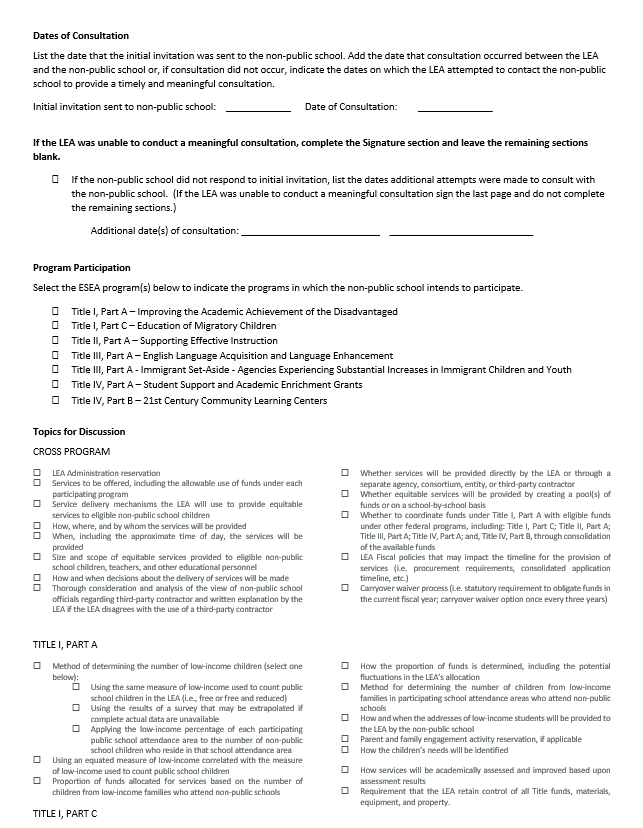 Dates of Consultation
List the date that the initial invitation was sent to the non-public school. Add the date that consultation occurred between the LEA
and the non-public school or, if consultation did not occur, indicate the dates on which the LEA attempted to contact the non-public
school to provide a timely and meaningful consultation.
Initial invitation sent to non-public school: ____________ Date of Consultation: ______________
If the LEA was unable to conduct a meaningful consultation, complete the Signature section and leave the remaining sections
blank.
☐ If the non-public school did not respond to initial invitation, list the dates additional attempts were made to consult with
the non-public school. (If the LEA was unable to conduct a meaningful consultation sign the last page and do not complete
the remaining sections.)
Additional date(s) of consultation: __________________________ __________________________
Program Participation
Select the ESEA program(s) below to indicate the programs in which the non-public school intends to participate.
☐ Title I, Part A – Improving the Academic Achievement of the Disadvantaged
☐ Title I, Part C – Education of Migratory Children
☐ Title II, Part A – Supporting Effective Instruction
☐ Title III, Part A – English Language Acquisition and Language Enhancement
☐ Title III, Part A - Immigrant Set-Aside - Agencies Experiencing Substantial Increases in Immigrant Children and Youth
☐ Title IV, Part A – Student Support and Academic Enrichment Grants
☐ Title IV, Part B – 21st Century Community Learning Centers
Topics for Discussion
CROSS PROGRAM
☐ LEA Administration reservation
☐ Services to be offered, including the allowable use of funds under each
participating program
☐ Service delivery mechanisms the LEA will use to provide equitable
services to eligible non-public school children
☐ How, where, and by whom the services will be provided
☐ When, including the approximate time of day, the services will be
provided
☐ Size and scope of equitable services provided to eligible non-public
school children, teachers, and other educational personnel
☐ How and when decisions about the delivery of services will be made
☐ Thorough consideration and analysis of the view of non-public school
officials regarding third-party contractor and written explanation by the
LEA if the LEA disagrees with the use of a third-party contractor
☐ Whether services will be provided directly by the LEA or through a
separate agency, consortium, entity, or third-party contractor
☐ Whether equitable services will be provided by creating a pool(s) of
funds or on a school-by-school basis
☐ Whether to coordinate funds under Title I, Part A with eligible funds
under other federal programs, including: Title I, Part C; Title II, Part A;
Title III, Part A; Title IV, Part A; and, Title IV, Part B, through consolidation
of the available funds
☐ LEA Fiscal policies that may impact the timeline for the provision of
services (i.e. procurement requirements, consolidated application
timeline, etc.)
☐ Carryover waiver process (i.e. statutory requirement to obligate funds in
the current fiscal year; carryover waiver option once every three years)
TITLE I, PART A
☐ Method of determining the number of low-income children (select one
below):
☐ Using the same measure of low-income used to count public
school children in the LEA (i.e., free or free and reduced)
☐ Using the results of a survey that may be extrapolated if
complete actual data are unavailable
☐ Applying the low-income percentage of each participating
public school attendance area to the number of non-public
school children who reside in that school attendance area
☐ Using an equated measure of low-income correlated with the measure
of low-income used to count public school children
☐ Proportion of funds allocated for services based on the number of
children from low-income families who attend non-public schools
☐ How the proportion of funds is determined, including the potential
fluctuations in the LEA's allocation
☐ Method for determining the number of children from low-income
families in participating school attendance areas who attend non-public
schools
☐ How and when the addresses of low-income students will be provided to
the LEA by the non-public school
☐ Parent and family engagement activity reservation, if applicable
☐ How the children's needs will be identified
☐ How services will be academically assessed and improved based upon
assessment results
☐ Requirement that the LEA retain control of all Title funds, materials,
equipment, and property.
TITLE I, PART C